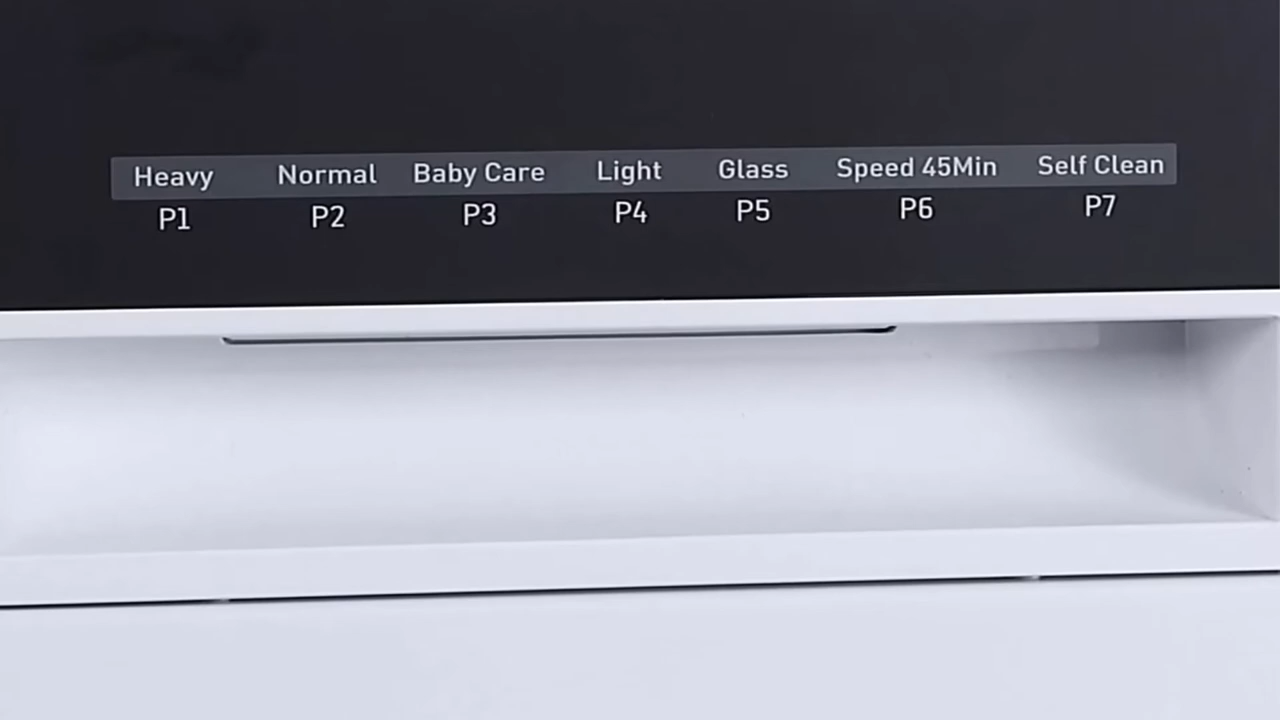 Heavy Normal Baby Care Light Glass Speed 45Min Self Clean
P1 P2 P3 P4 P5 P6 P7